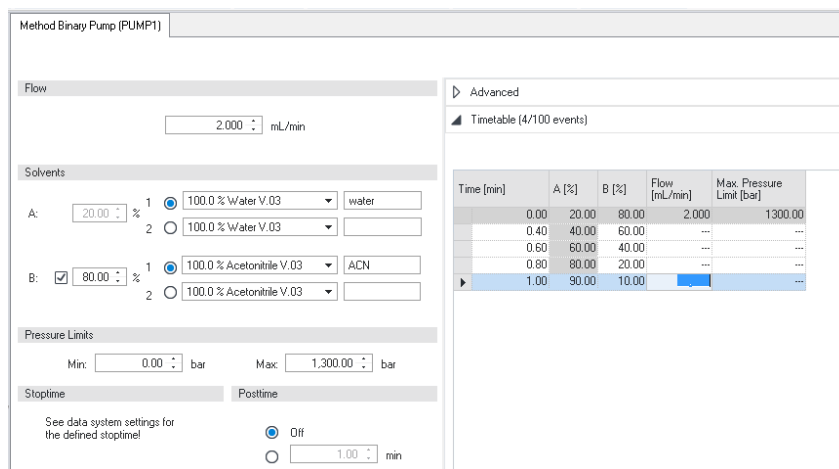 Method Binary Pump (PUMP1)
Flow
2.000 mL/min
Solvents
A: 20.00 %
1 100.0 % Water V.03 water
2 100.0 % Water V.03
B: 80.00 %
1 100.0 % Acetonitrile V.03 ACN
2 100.0 % Acetonitrile V.03
Pressure Limits
Min: 0.00 bar Max: 1,300.00 bar
Stoptime Posttime
See data system settings for
the defined stoptime!
Off
1.00 min
Advanced
Timetable (4/100 events)
Time [min] A [%] B [%] Flow [mL/min] Max. Pressure Limit [bar]
0.00 20.00 80.00 2.000 1300.00
0.40 40.00 60.00 --- ---
0.60 60.00 40.00 --- ---
0.80 80.00 20.00 --- ---
1.00 90.00 10.00 ---